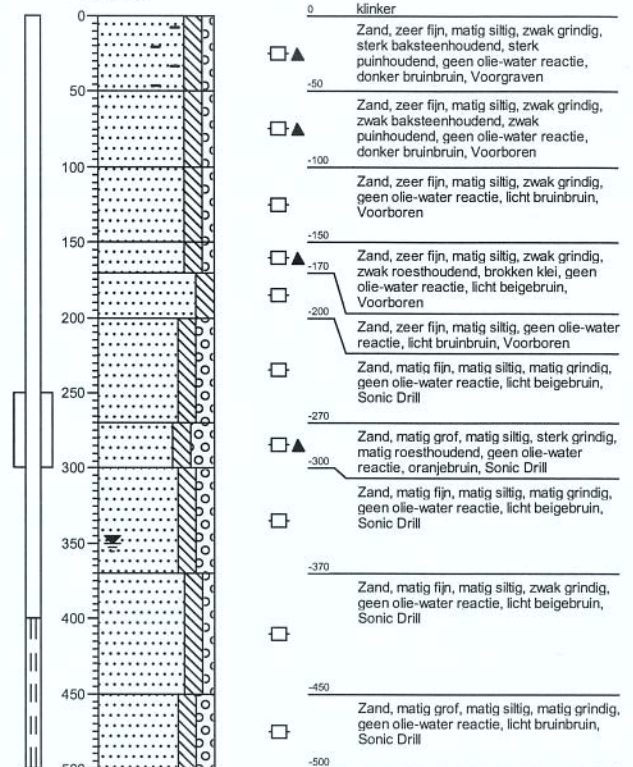 0
50
100
150
200
250
300
350
400
450
500
0
klinker
Zand, zeer fijn, matig siltig, zwak grindig,
sterk baksteenhoudend, sterk
puinhoudend, geen olie-water reactie,
donker bruinbruin, Voorgraven
-50
Zand, zeer fijn, matig siltig, zwak grindig,
zwak baksteenhoudend, zwak
puinhoudend, geen olie-water reactie,
donker bruinbruin, Voorboren
-100
Zand, zeer fijn, matig siltig, zwak grindig,
geen olie-water reactie, licht bruinbruin,
Voorboren
-150
Zand, zeer fijn, matig siltig, zwak grindig,
zwak roesthoudend, brokken klei, geen
olie-water reactie, licht beigebruin,
Voorboren
-170
Zand, zeer fijn, matig siltig, geen olie-water
reactie, licht bruinbruin, Voorboren
-200
Zand, matig fijn, matig siltig, matig grindig,
geen olie-water reactie, licht beigebruin,
Sonic Drill
-270
Zand, matig grof, matig siltig, sterk grindig,
matig roesthoudend, geen olie-water
reactie, oranjebruin, Sonic Drill
-300
Zand, matig fijn, matig siltig, matig grindig,
geen olie-water reactie, licht beigebruin,
Sonic Drill
-370
Zand, matig fijn, matig siltig, zwak grindig,
geen olie-water reactie, licht beigebruin,
Sonic Drill
-450
Zand, matig grof, matig siltig, matig grindig,
geen olie-water reactie, licht bruinbruin,
Sonic Drill
-500